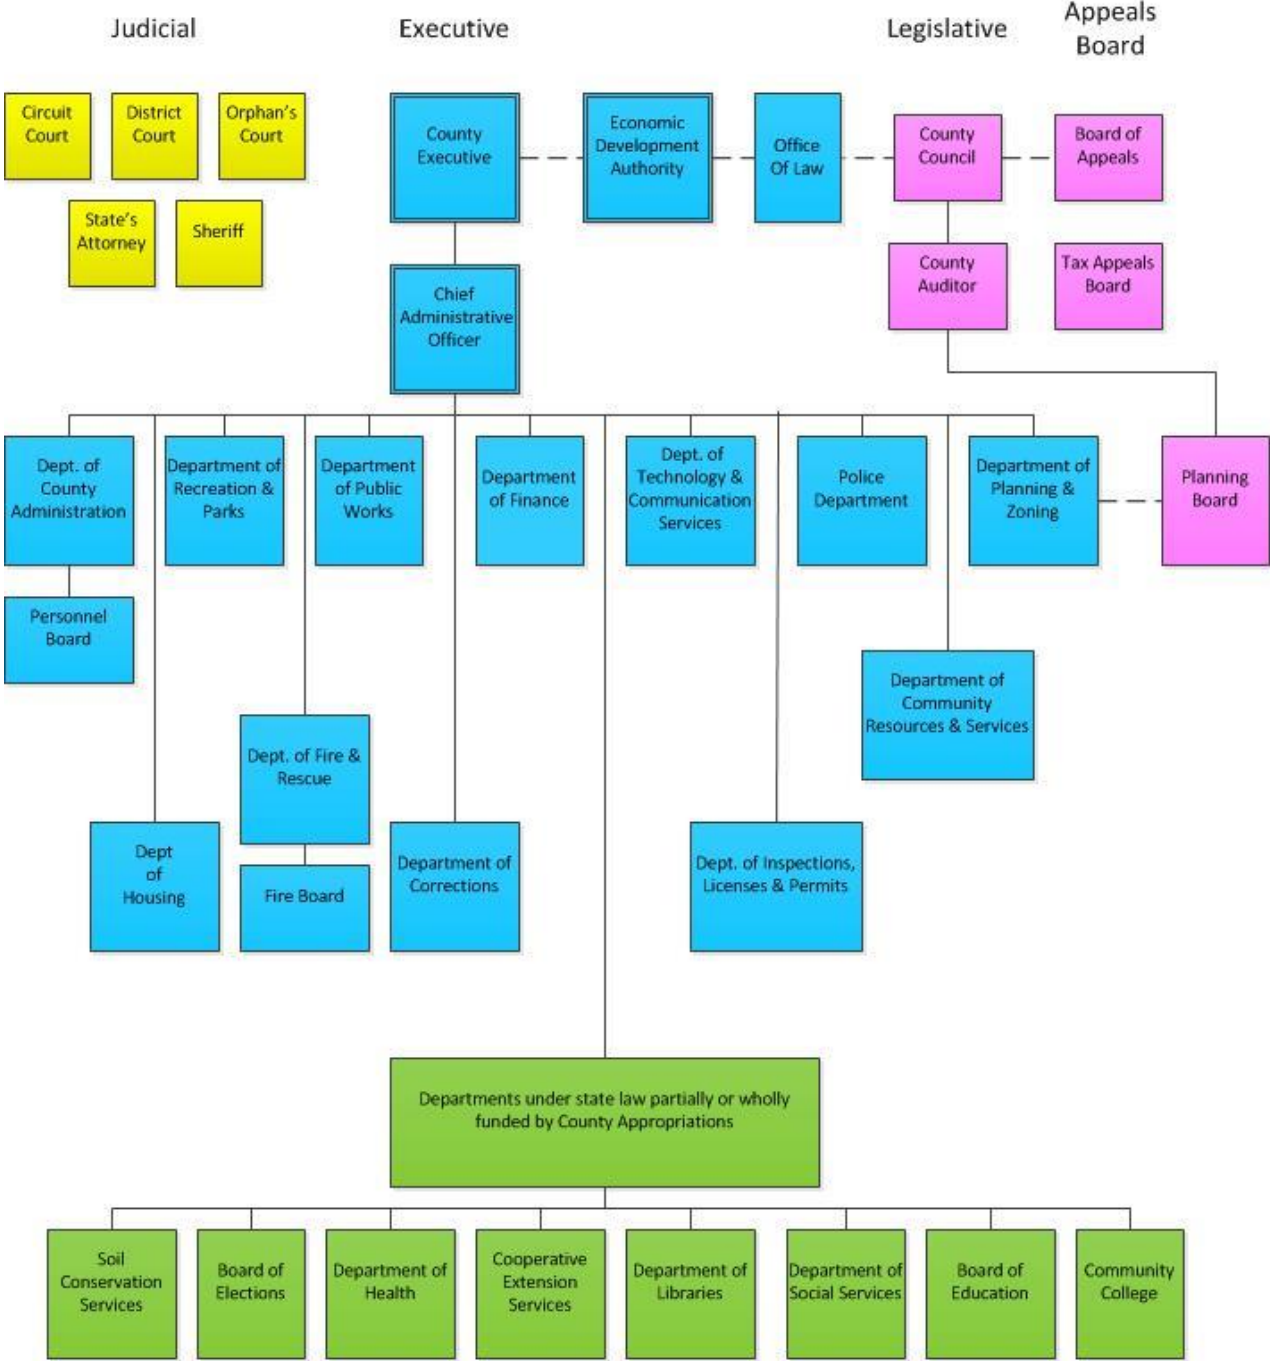 Judicial
Executive
Legislative
Appeals
Board
Circuit
Court
District
Court
Orphan's
Court
State's
Attorney
Sheriff
County
Executive
Economic
Development
Authority
Office
Of Law
County
Council
Board of
Appeals
Chief
Administrative
Officer
County
Auditor
Tax Appeals
Board
Dept. of
County
Administration
Department of
Recreation &
Parks
Department
of Public
Works
Department
of Finance
Dept. of
Technology &
Communication
Services
Police
Department
Department of
Planning &
Zoning
Planning
Board
Personnel
Board
Department of
Community
Resources & Services
Dept. of Fire &
Rescue
Dept
of
Housing
Fire Board
Department of
Corrections
Dept. of Inspections,
Licenses & Permits
Departments under state law partially or wholly
funded by County Appropriations
Soil
Conservation
Services
Board of
Elections
Department of
Health
Cooperative
Extension
Services
Department of
Libraries
Department of
Social Services
Board of
Education
Community
College